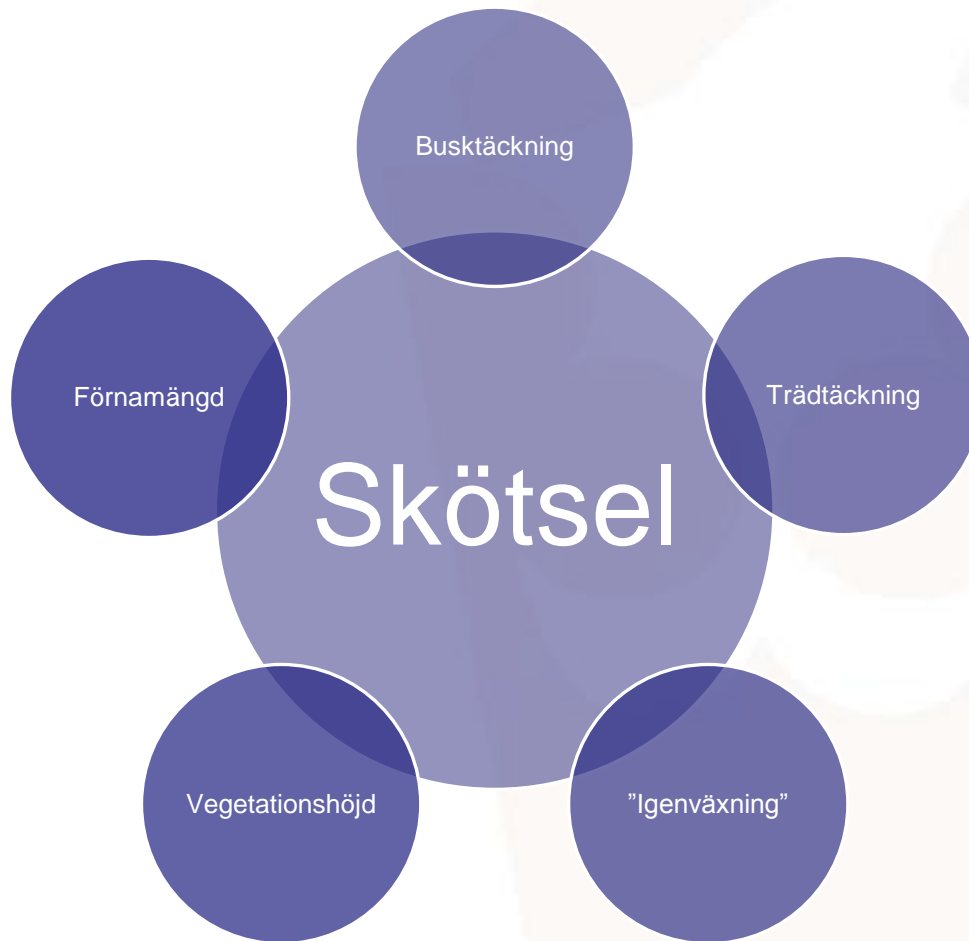 Busktäckning
Trädtäckning
”Igenväxning”
Vegetationshöjd
Förnamängd
Skötsel